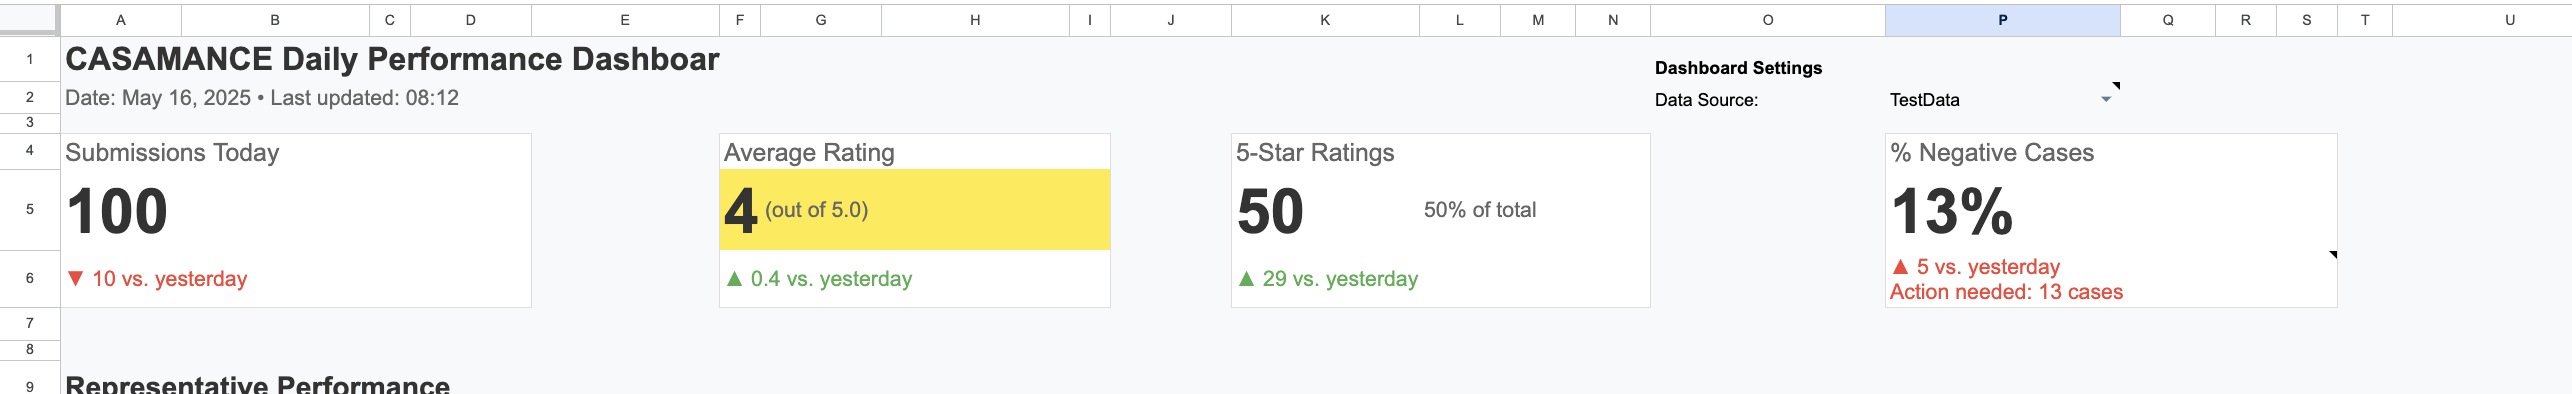 A B C D E F G H I J K L M N O P Q R S T U
1 CASAMANCE Daily Performance Dashboar
Dashboard Settings
2 Date: May 16, 2025 • Last updated: 08:12
Data Source: TestData
3
4 Submissions Today Average Rating 5-Star Ratings % Negative Cases
5 100 4 (out of 5.0) 50 50% of total 13%
6 ▼ 10 vs. yesterday ▲ 0.4 vs. yesterday ▲ 29 vs. yesterday ▲ 5 vs. yesterday
Action needed: 13 cases
7
8
9 Representative Performance